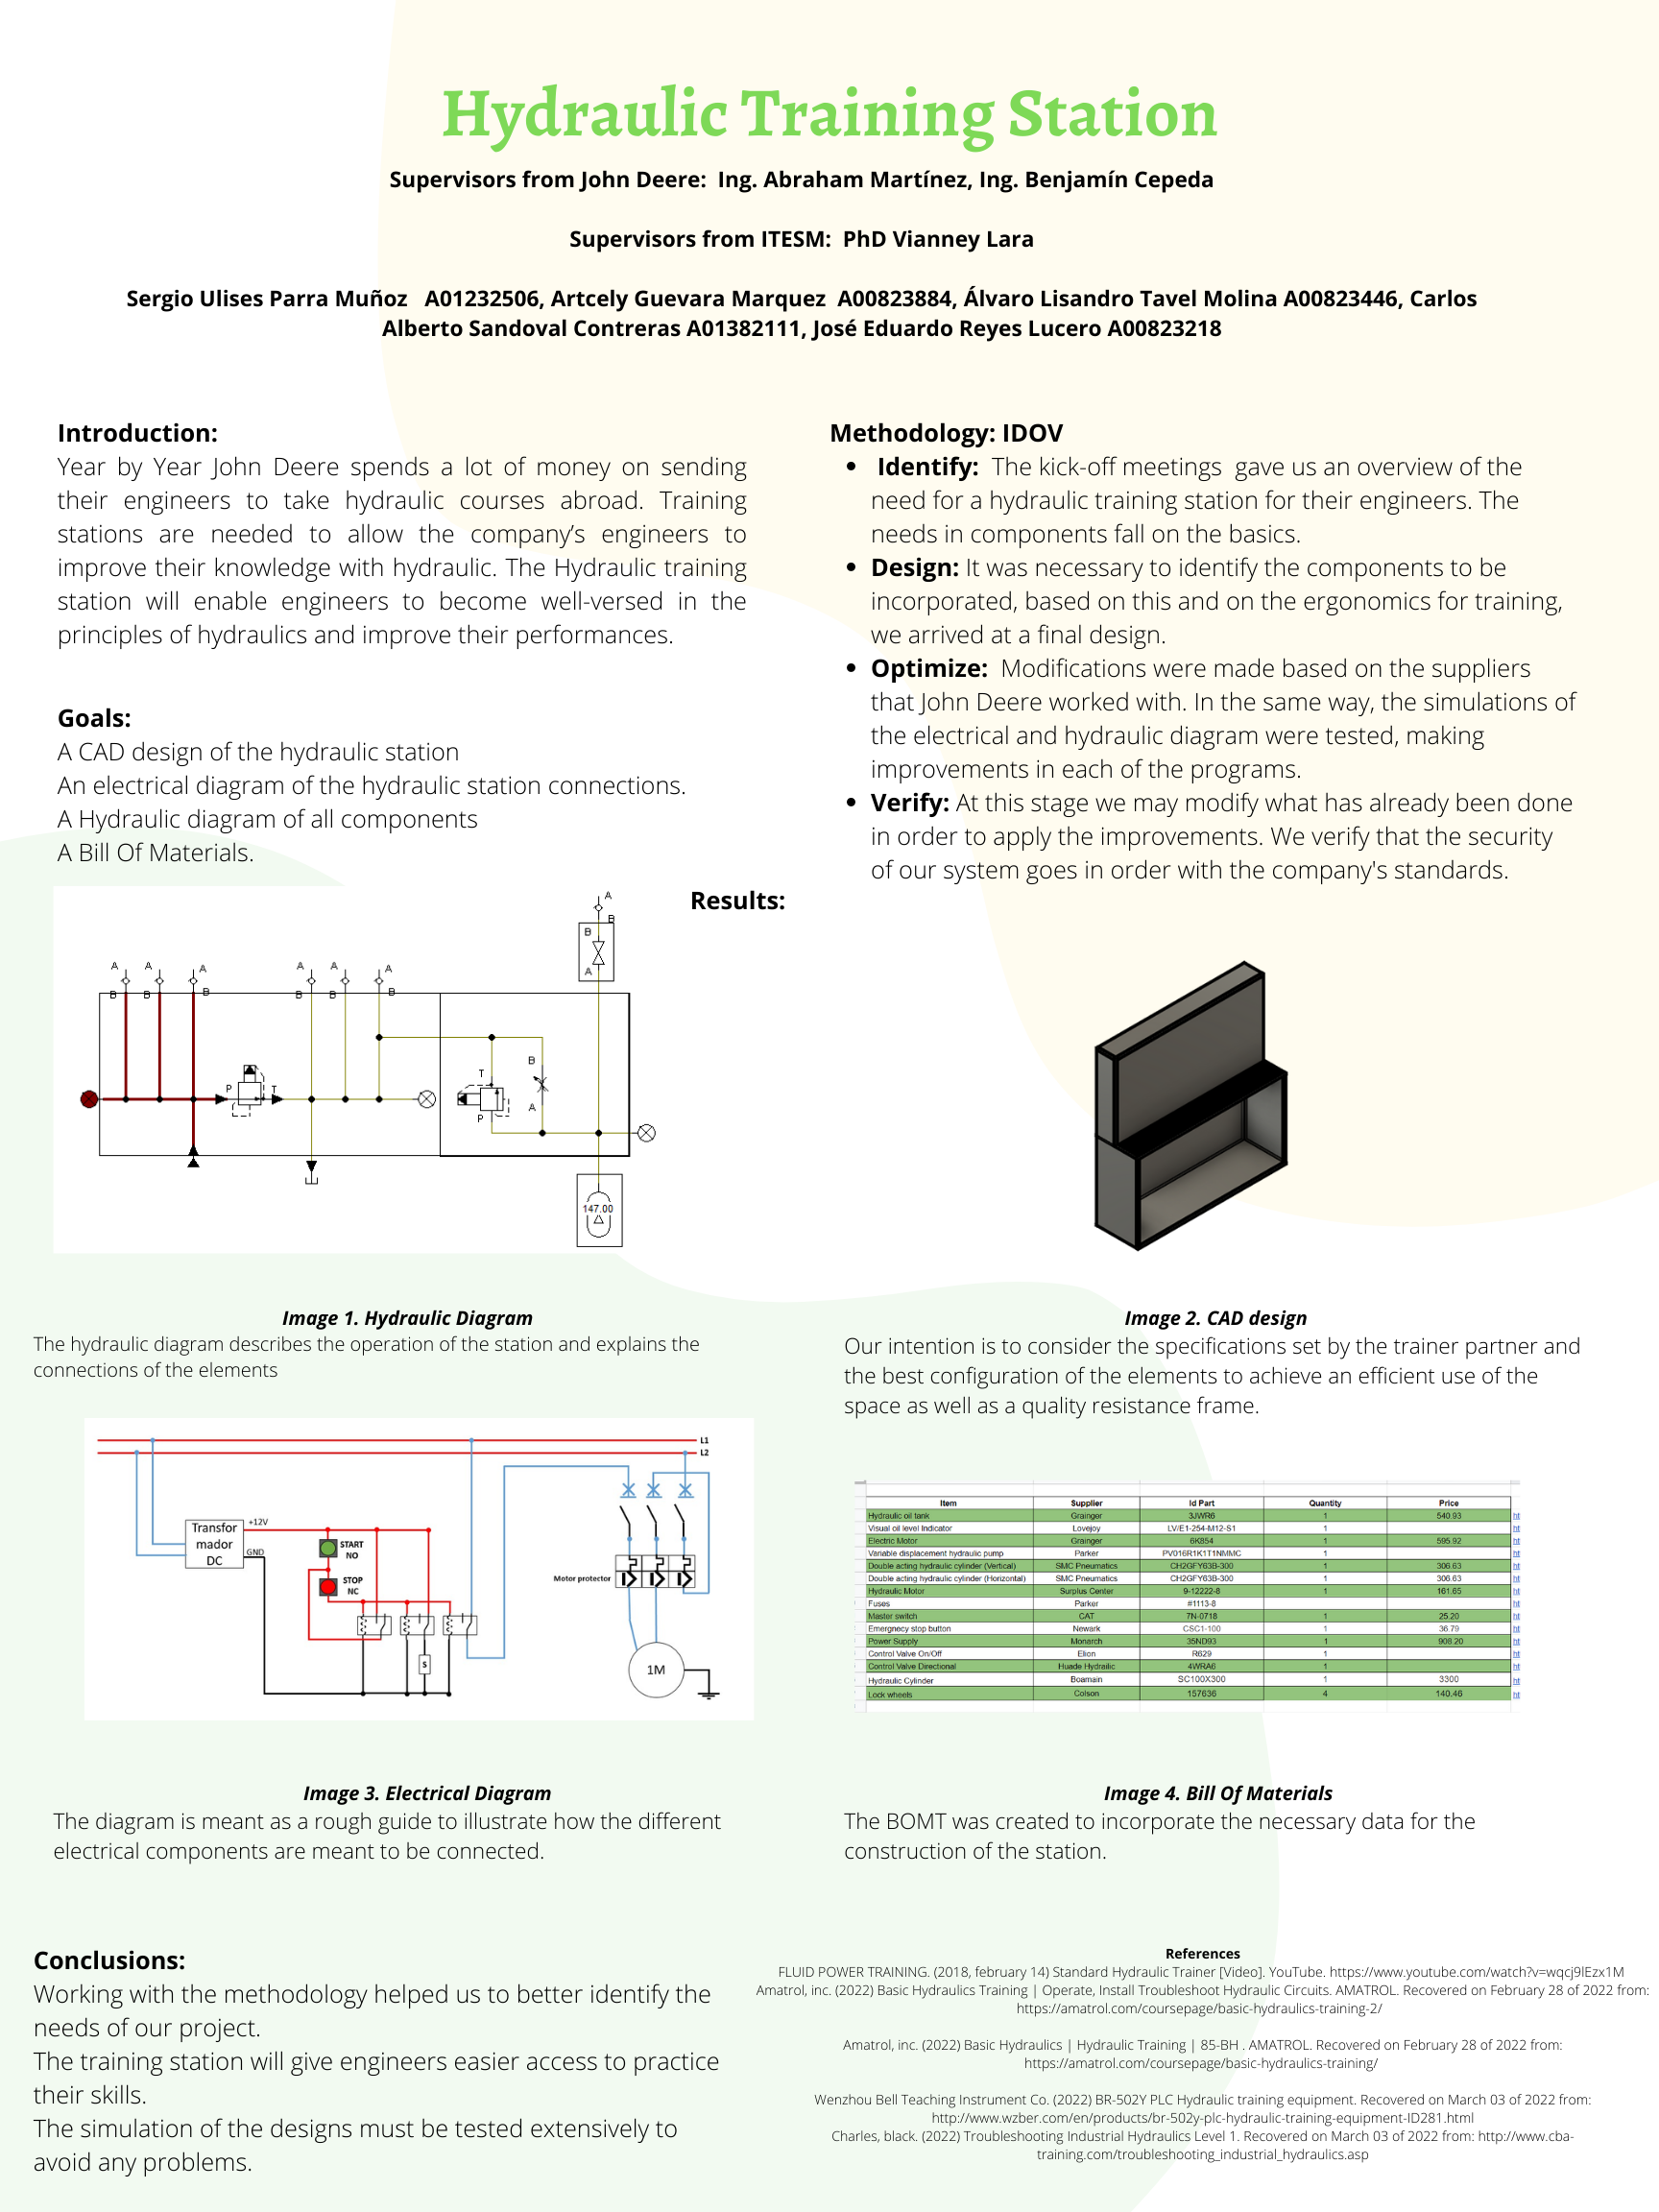 Hydraulic Training Station
Supervisors from John Deere:  Ing. Abraham Martínez, Ing. Benjamín Cepeda
Supervisors from ITESM:  PhD Vianney Lara
Sergio Ulises Parra Muñoz   A01232506, Artcely Guevara Marquez  A00823884, Álvaro Lisandro Tavel Molina A00823446, Carlos
Alberto Sandoval Contreras A01382111, José Eduardo Reyes Lucero A00823218
Introduction:
Year by Year John Deere spends a lot of money on sending
their engineers to take hydraulic courses abroad. Training
stations are needed to allow the company’s engineers to
improve their knowledge with hydraulic. The Hydraulic training
station will enable engineers to become well-versed in the
principles of hydraulics and improve their performances.
Goals:
A CAD design of the hydraulic station
An electrical diagram of the hydraulic station connections.
A Hydraulic diagram of all components
A Bill Of Materials.
Methodology: IDOV
• Identify:  The kick-off meetings  gave us an overview of the
need for a hydraulic training station for their engineers. The
needs in components fall on the basics.
• Design: It was necessary to identify the components to be
incorporated, based on this and on the ergonomics for training,
we arrived at a final design.
• Optimize:  Modifications were made based on the suppliers
that John Deere worked with. In the same way, the simulations of
the electrical and hydraulic diagram were tested, making
improvements in each of the programs.
• Verify: At this stage we may modify what has already been done
in order to apply the improvements. We verify that the security
of our system goes in order with the company's standards.
Results:
A
B
B
A
A A A A A A
B B B B B B
P T
T
P
B
A
147.00
Image 1. Hydraulic Diagram
The hydraulic diagram describes the operation of the station and explains the
connections of the elements
Image 2. CAD design
Our intention is to consider the specifications set by the trainer partner and
the best configuration of the elements to achieve an efficient use of the
space as well as a quality resistance frame.
L1
L2
Transfor
mador
DC
+12V
GND
START
NO
STOP
NC
S
Motor protector
1M
Item Supplier Id Part Quantity Price
Hydraulic oil tank Grainger 3JWR6 1 540.93 ht
Visual oil level Indicator Lovejoy LV/E1-254-M12-S1 1 ht
Electric Motor Grainger 6K854 1 595.92 ht
Variable displacement hydraulic pump Parker PV016R1K1T1NMMC 1 ht
Double acting hydraulic cylinder (Vertical) SMC Pneumatics CH2GFY63B-300 1 306.63 ht
Double acting hydraulic cylinder (Horizontal) SMC Pneumatics CH2GFY63B-300 1 306.63 ht
Hydraulic Motor Surplus Center 9-12222-8 1 161.65 ht
Fuses Parker #1113-8 ht
Master switch CAT 7N-0718 1 25.20 ht
Emergnecy stop button Newark CSC1-100 1 36.79 ht
Power Supply Monarch 35ND93 1 908.20 ht
Control Valve On/Off Elion R629 1 ht
Control Valve Directional Huade Hydrailic 4WRA6 1 ht
Hydraulic Cylinder Boamain SC100X300 1 3300 ht
Lock wheels Colson 157636 4 140.46 ht
Image 3. Electrical Diagram
The diagram is meant as a rough guide to illustrate how the different
electrical components are meant to be connected.
Image 4. Bill Of Materials
The BOMT was created to incorporate the necessary data for the
construction of the station.
Conclusions:
Working with the methodology helped us to better identify the
needs of our project.
The training station will give engineers easier access to practice
their skills.
The simulation of the designs must be tested extensively to
avoid any problems.
References
FLUID POWER TRAINING. (2018, february 14) Standard Hydraulic Trainer [Video]. YouTube. https://www.youtube.com/watch?v=wqcj9lEzx1M
Amatrol, inc. (2022) Basic Hydraulics Training | Operate, Install Troubleshoot Hydraulic Circuits. AMATROL. Recovered on February 28 of 2022 from:
https://amatrol.com/coursepage/basic-hydraulics-training-2/
Amatrol, inc. (2022) Basic Hydraulics | Hydraulic Training | 85-BH . AMATROL. Recovered on February 28 of 2022 from:
https://amatrol.com/coursepage/basic-hydraulics-training/
Wenzhou Bell Teaching Instrument Co. (2022) BR-502Y PLC Hydraulic training equipment. Recovered on March 03 of 2022 from:
http://www.wzber.com/en/products/br-502y-plc-hydraulic-training-equipment-ID281.html
Charles, black. (2022) Troubleshooting Industrial Hydraulics Level 1. Recovered on March 03 of 2022 from: http://www.cba-
training.com/troubleshooting_industrial_hydraulics.asp